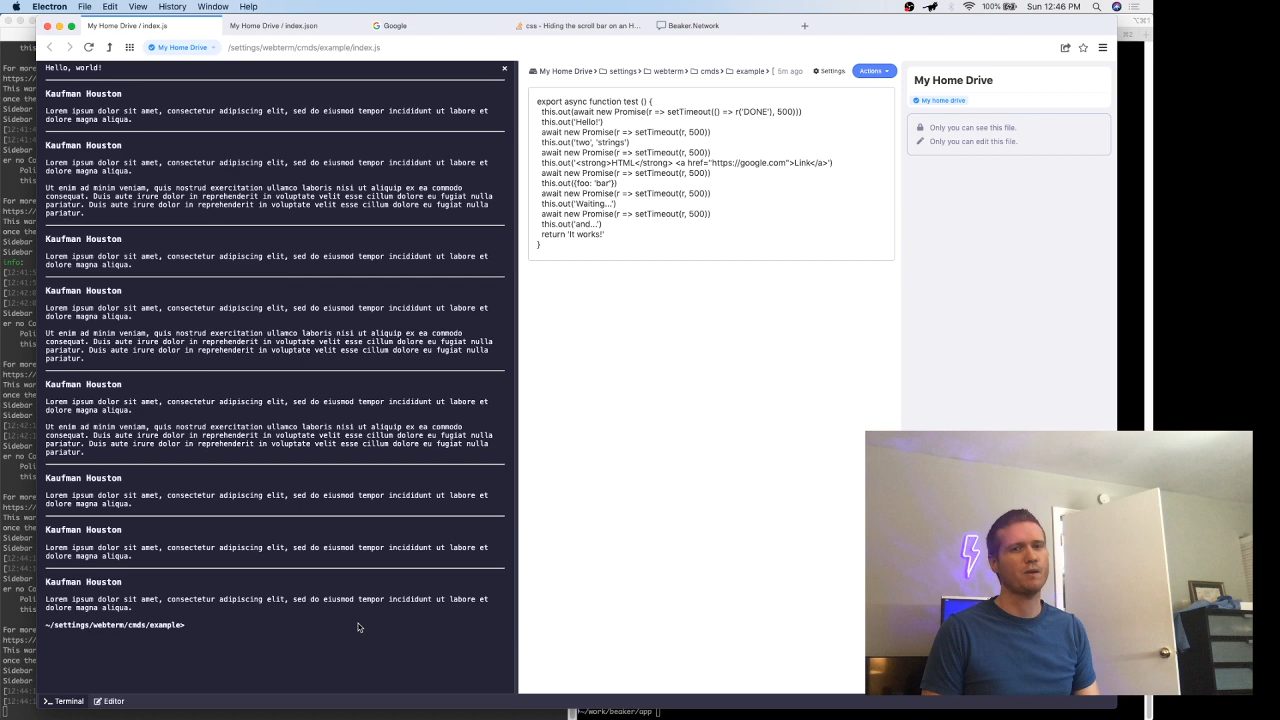 Electron File Edit View History Window Help
100% Sun 12:46 PM
My Home Drive / index.js
My Home Drive / index.json
Google
css - Hiding the scroll bar on an H...
Beaker.Network
My Home Drive
/settings/webterm/cmds/example/index.js
Hello, world!
Kaufman Houston
Lorem ipsum dolor sit amet, consectetur adipiscing elit, sed do eiusmod tempor incididunt ut labore et
dolore magna aliqua.
Kaufman Houston
Lorem ipsum dolor sit amet, consectetur adipiscing elit, sed do eiusmod tempor incididunt ut labore et
dolore magna aliqua.
Ut enim ad minim veniam, quis nostrud exercitation ullamco laboris nisi ut aliquip ex ea commodo
consequat. Duis aute irure dolor in reprehenderit in voluptate velit esse cillum dolore eu fugiat nulla
pariatur. Duis aute irure dolor in reprehenderit in voluptate velit esse cillum dolore eu fugiat nulla
pariatur.
Kaufman Houston
Lorem ipsum dolor sit amet, consectetur adipiscing elit, sed do eiusmod tempor incididunt ut labore et
dolore magna aliqua.
Kaufman Houston
Lorem ipsum dolor sit amet, consectetur adipiscing elit, sed do eiusmod tempor incididunt ut labore et
dolore magna aliqua.
Ut enim ad minim veniam, quis nostrud exercitation ullamco laboris nisi ut aliquip ex ea commodo
consequat. Duis aute irure dolor in reprehenderit in voluptate velit esse cillum dolore eu fugiat nulla
pariatur. Duis aute irure dolor in reprehenderit in voluptate velit esse cillum dolore eu fugiat nulla
pariatur.
Kaufman Houston
Lorem ipsum dolor sit amet, consectetur adipiscing elit, sed do eiusmod tempor incididunt ut labore et
dolore magna aliqua.
Ut enim ad minim veniam, quis nostrud exercitation ullamco laboris nisi ut aliquip ex ea commodo
consequat. Duis aute irure dolor in reprehenderit in voluptate velit esse cillum dolore eu fugiat nulla
pariatur. Duis aute irure dolor in reprehenderit in voluptate velit esse cillum dolore eu fugiat nulla
pariatur.
Kaufman Houston
Lorem ipsum dolor sit amet, consectetur adipiscing elit, sed do eiusmod tempor incididunt ut labore et
dolore magna aliqua.
Kaufman Houston
Lorem ipsum dolor sit amet, consectetur adipiscing elit, sed do eiusmod tempor incididunt ut labore et
dolore magna aliqua.
Kaufman Houston
Lorem ipsum dolor sit amet, consectetur adipiscing elit, sed do eiusmod tempor incididunt ut labore et
dolore magna aliqua.
~/settings/webterm/cmds/example>
Terminal Editor
My Home Drive > settings > webterm > cmds > example > [ 5m ago
Settings
Actions
export async function test () {
this.out(await new Promise(r => setTimeout(() => r('DONE'), 500)))
this.out('Hello!')
await new Promise(r => setTimeout(r, 500))
this.out('two', 'strings')
await new Promise(r => setTimeout(r, 500))
this.out('<strong>HTML</strong> <a href="https://google.com">Link</a>')
await new Promise(r => setTimeout(r, 500))
this.out({foo: 'bar'})
await new Promise(r => setTimeout(r, 500))
this.out('Waiting...')
await new Promise(r => setTimeout(r, 500))
this.out('and...')
return 'It works!'
}
My Home Drive
My home drive
Only you can see this file.
Only you can edit this file.
~/work/beaker/app